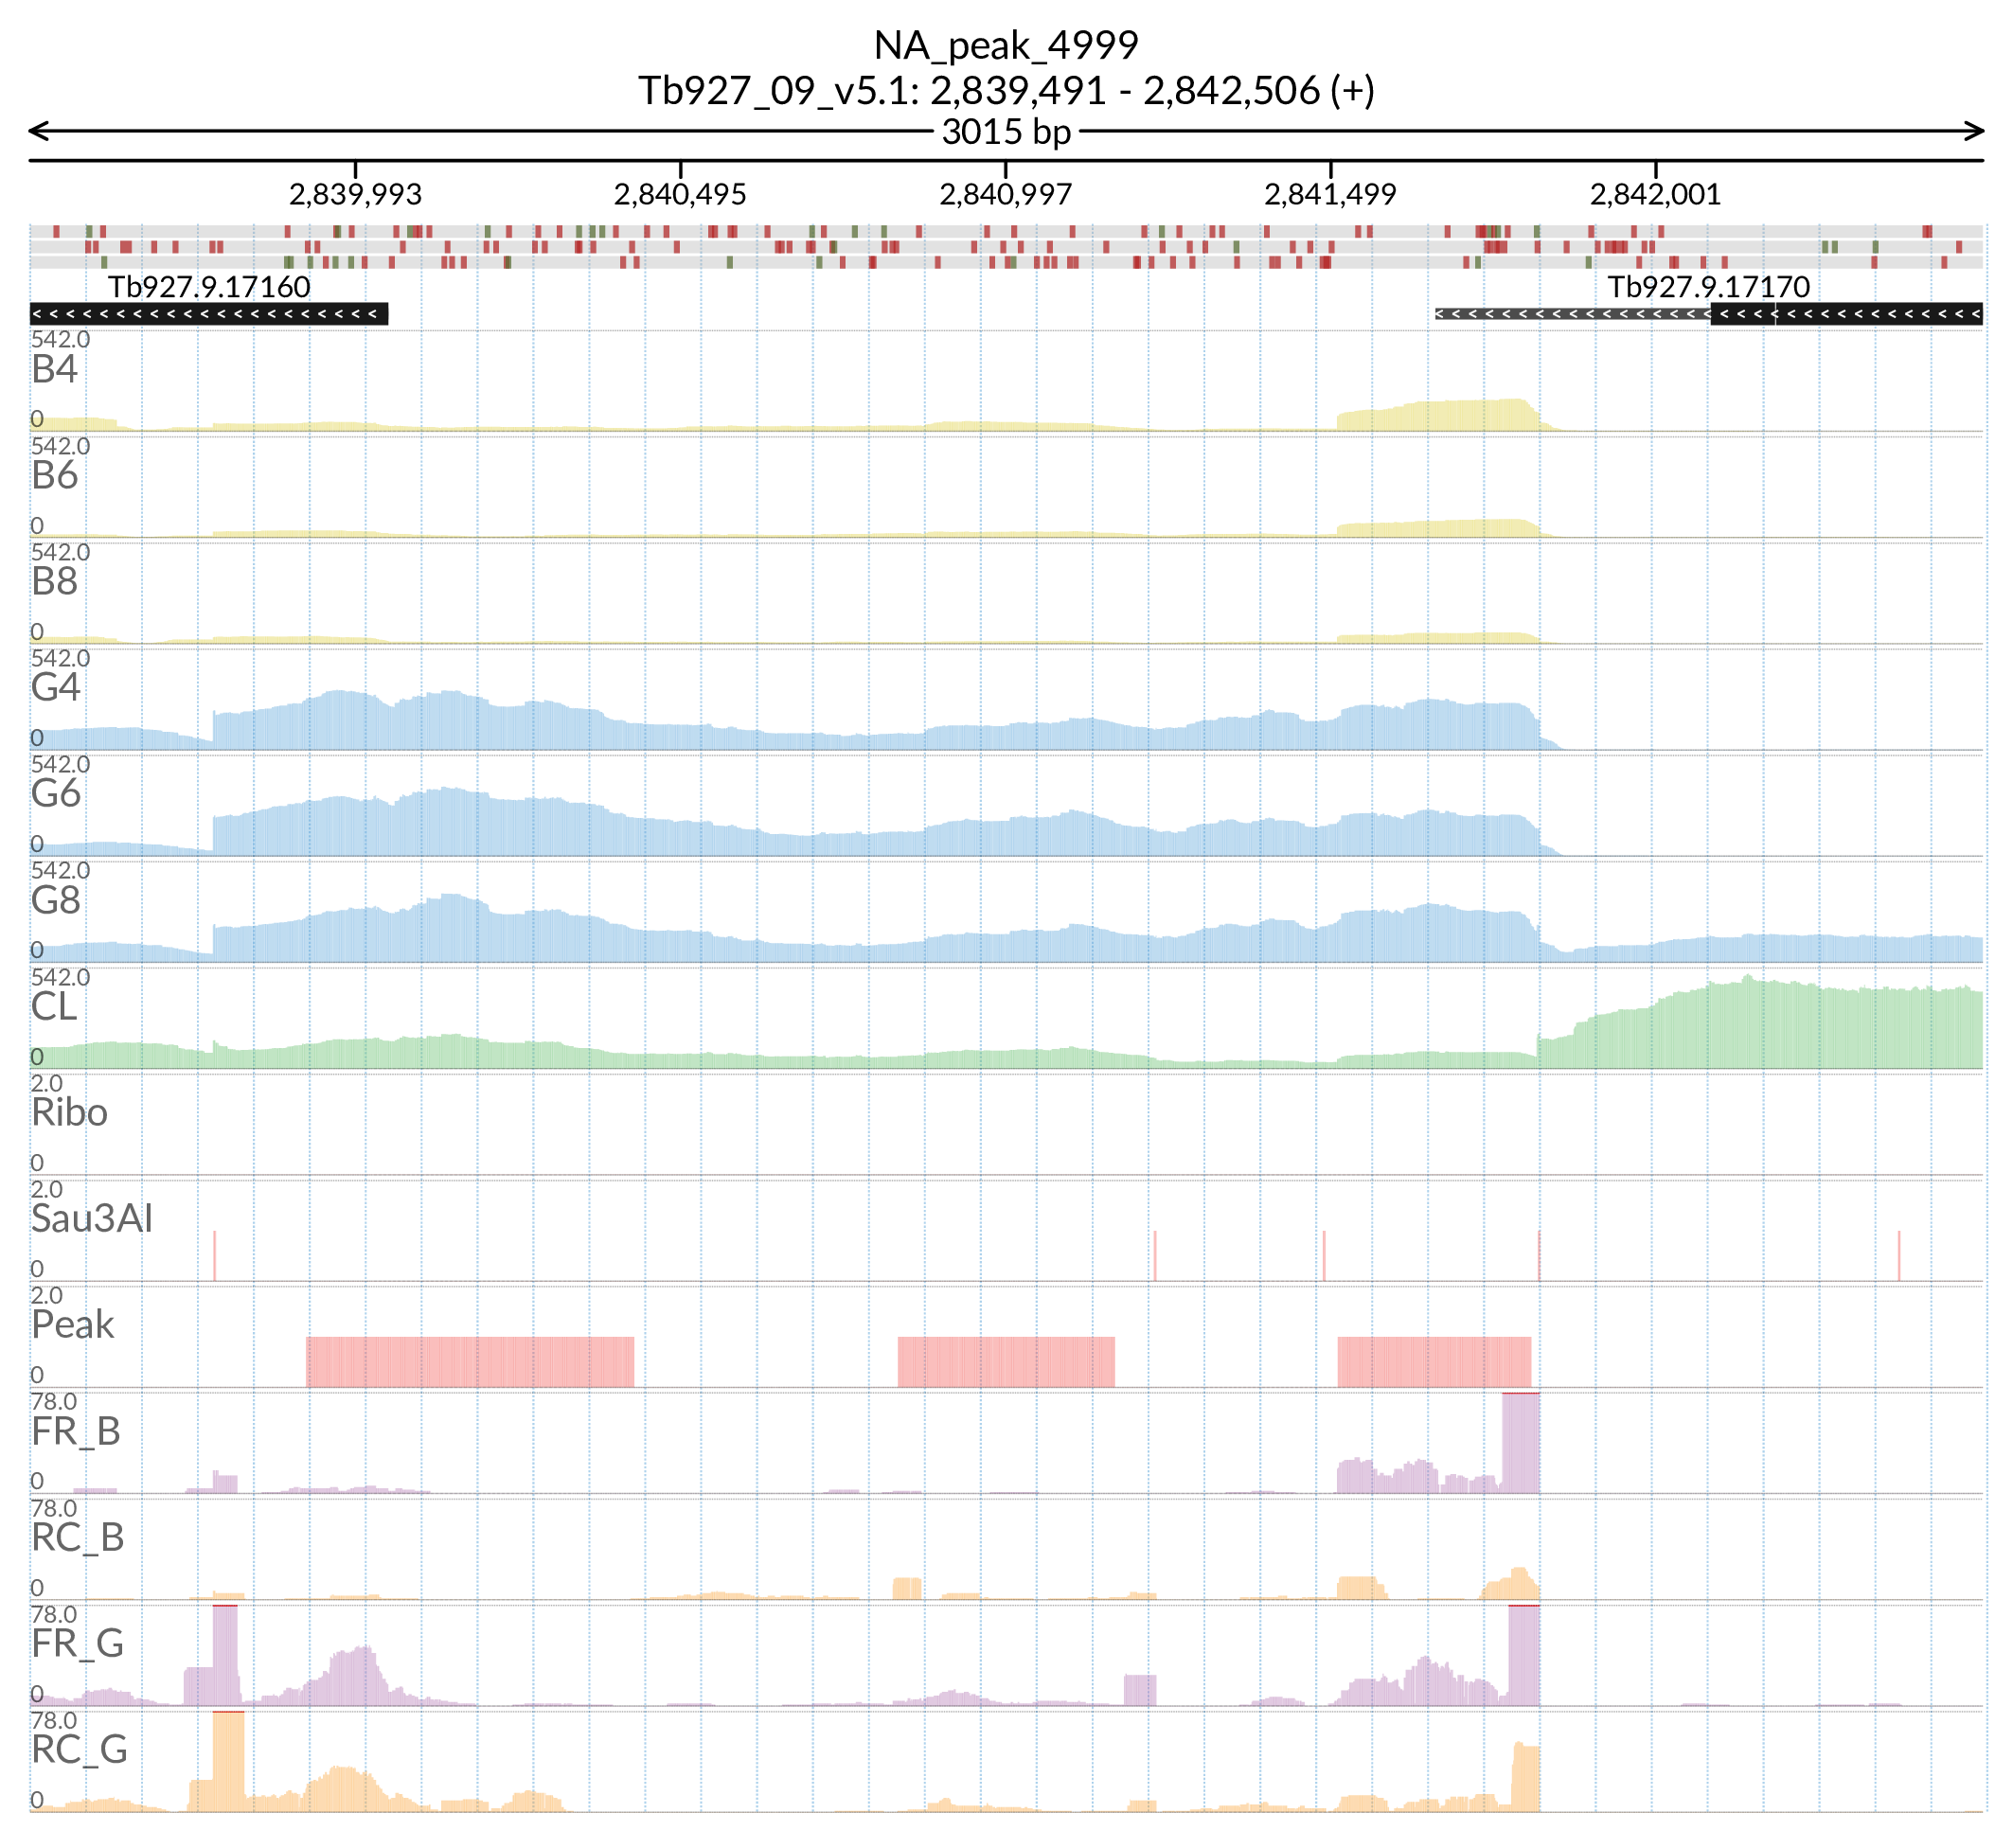 NA_peak_4999
Tb927_09_v5.1: 2,839,491 - 2,842,506 (+)
3015 bp
2,839,993 2,840,495 2,840,997 2,841,499 2,842,001
Tb927.9.17160 Tb927.9.17170
542.0
B4
0
542.0
B6
0
542.0
B8
0
542.0
G4
0
542.0
G6
0
542.0
G8
0
542.0
CL
0
2.0
Ribo
0
2.0
Sau3AI
0
2.0
Peak
0
78.0
FR_B
0
78.0
RC_B
0
78.0
FR_G
0
78.0
RC_G
0